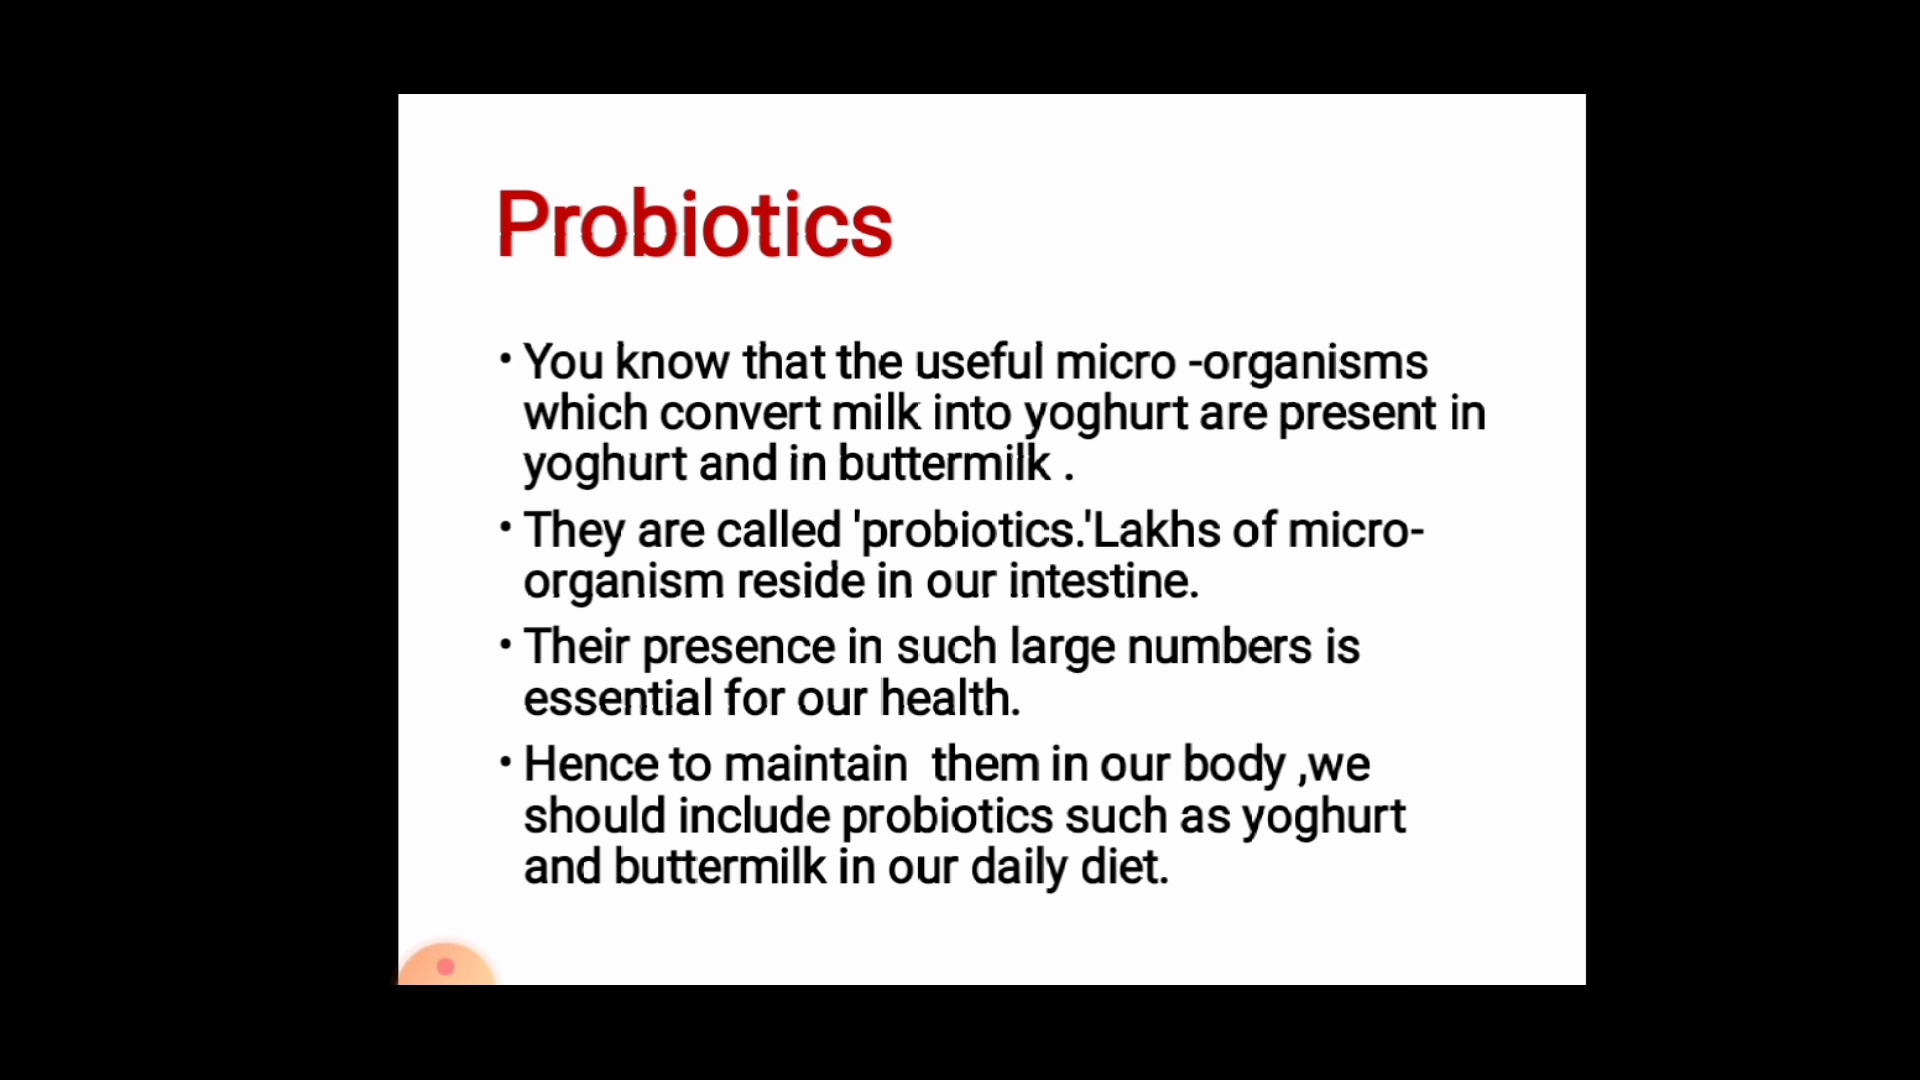 Probiotics
• You know that the useful micro -organisms
which convert milk into yoghurt are present in
yoghurt and in buttermilk .
• They are called 'probiotics.'Lakhs of micro-
organism reside in our intestine.
• Their presence in such large numbers is
essential for our health.
• Hence to maintain  them in our body ,we
should include probiotics such as yoghurt
and buttermilk in our daily diet.